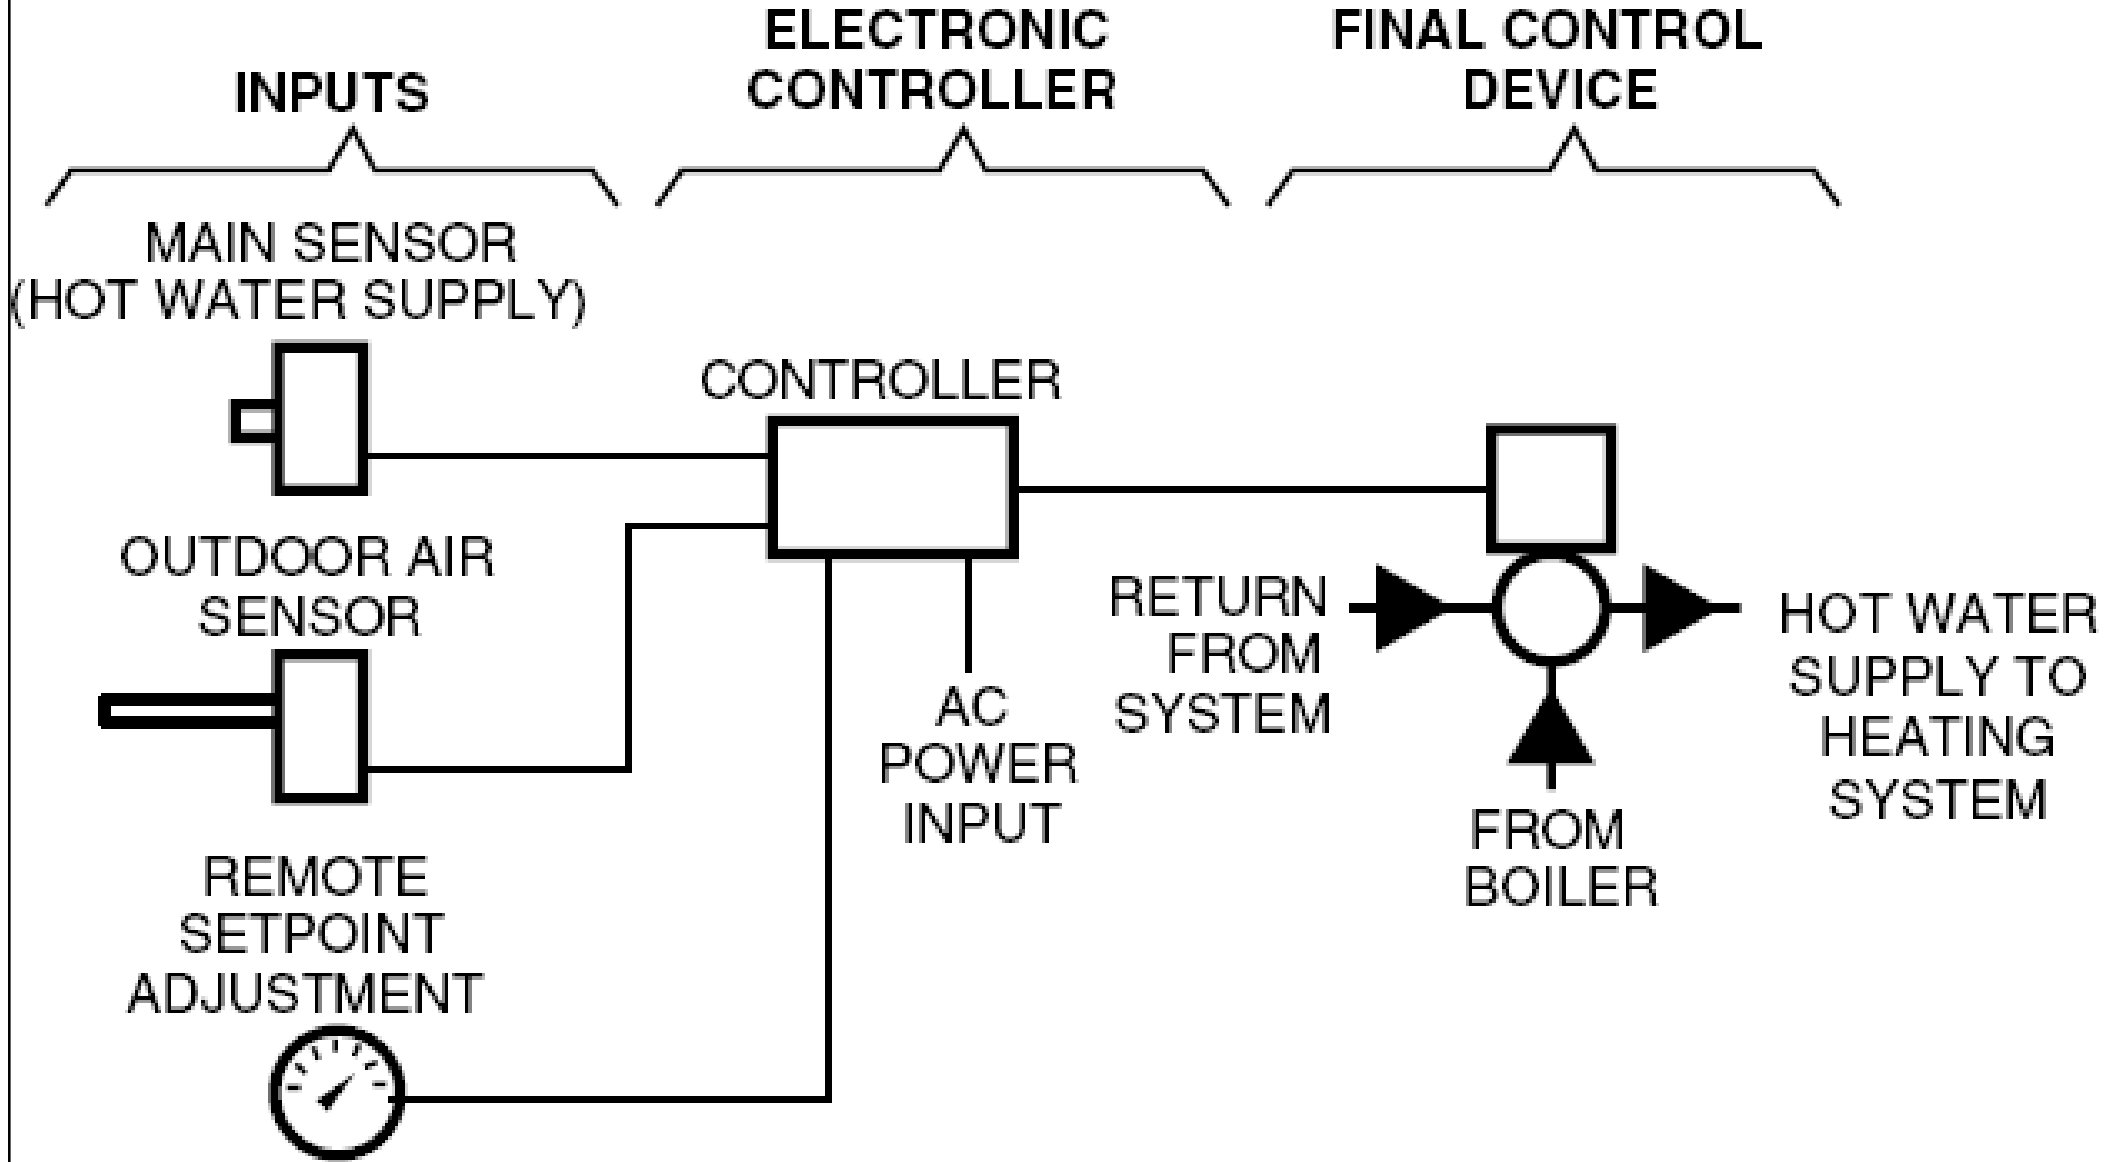 INPUTS
ELECTRONIC
CONTROLLER
FINAL CONTROL
DEVICE
MAIN SENSOR
(HOT WATER SUPPLY)
OUTDOOR AIR
SENSOR
REMOTE
SETPOINT
ADJUSTMENT
CONTROLLER
AC
POWER
INPUT
RETURN
FROM
SYSTEM
FROM
BOILER
HOT WATER
SUPPLY TO
HEATING
SYSTEM